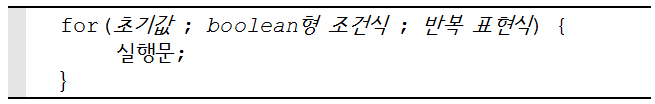 for(초기값 ; boolean형 조건식 ; 반복 표현식) {
실행문;
}